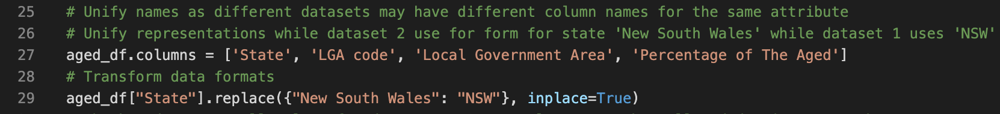 25 # Unify names as different datasets may have different column names for the same attribute
26 # Unify representations while dataset 2 use for form for state 'New South Wales' while dataset 1 uses 'NSW'
27 aged_df.columns = ['State', 'LGA code', 'Local Government Area', 'Percentage of The Aged']
28 # Transform data formats
29 aged_df["State"].replace({"New South Wales": "NSW"}, inplace=True)